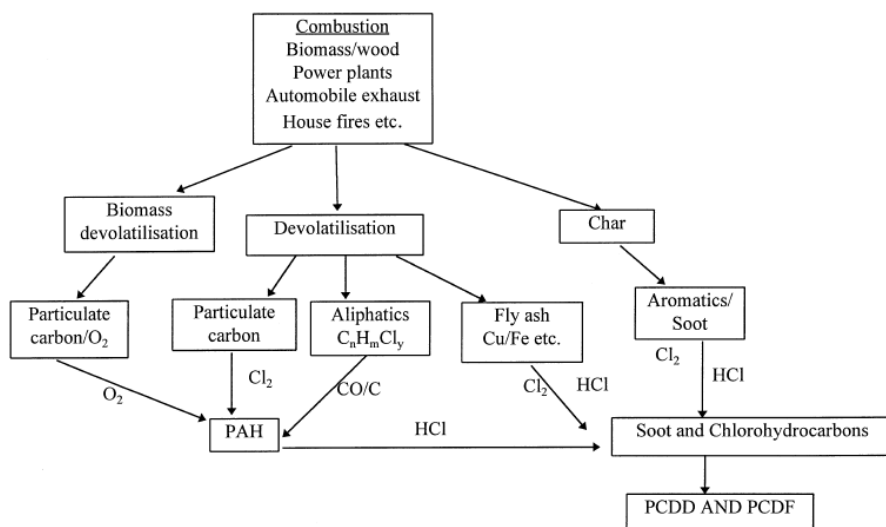 Combustion
Biomass/wood
Power plants
Automobile exhaust
House fires etc.
Biomass
devolatilisation
Devolatilisation
Char
Particulate
carbon/O₂
Particulate
carbon
Aliphatics
CₙHₘClᵧ
Fly ash
Cu/Fe etc.
Aromatics/
Soot
O₂
Cl₂
CO/C
Cl₂
HCl
Cl₂
HCl
PAH
HCl
Soot and Chlorohydrocarbons
PCDD AND PCDF